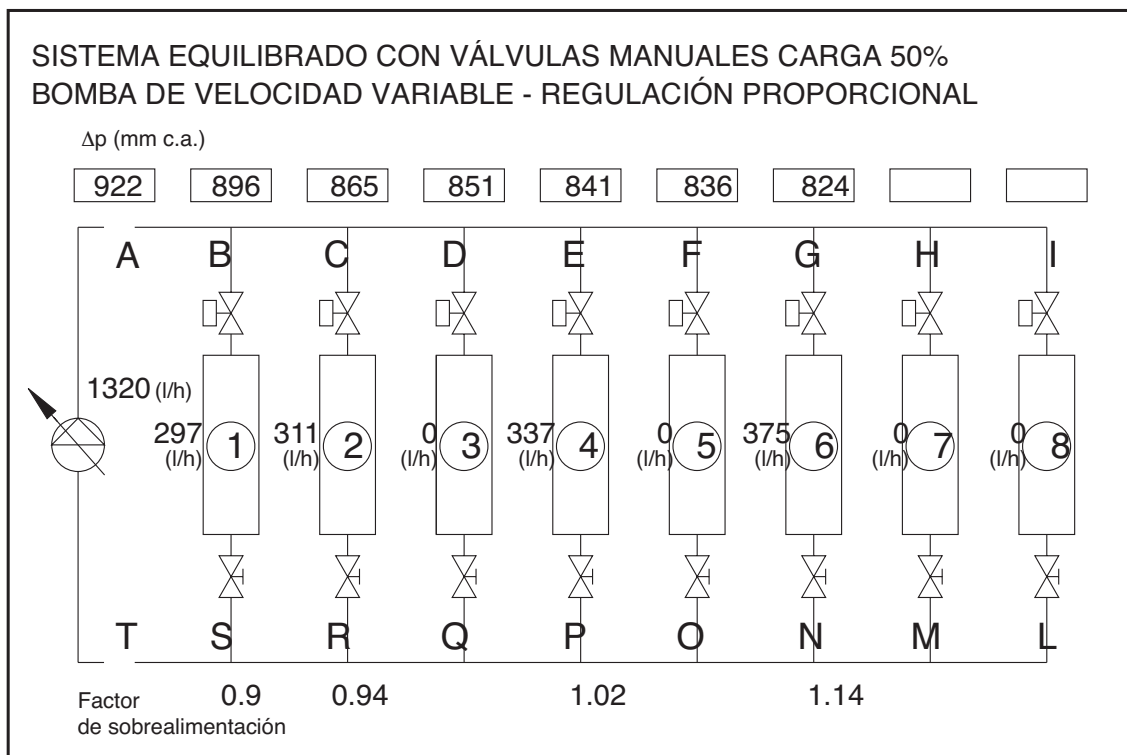 SISTEMA EQUILIBRADO CON VÁLVULAS MANUALES CARGA 50%
BOMBA DE VELOCIDAD VARIABLE - REGULACIÓN PROPORCIONAL
Δp (mm c.a.)
922 896 865 851 841 836 824
A B C D E F G H I
1320 (l/h)
297 311 0 337 0 375 0 0
(l/h) (l/h) (l/h) (l/h) (l/h) (l/h) (l/h) (l/h)
1 2 3 4 5 6 7 8
T S R Q P O N M L
Factor 0.9 0.94 1.02 1.14
de sobrealimentación